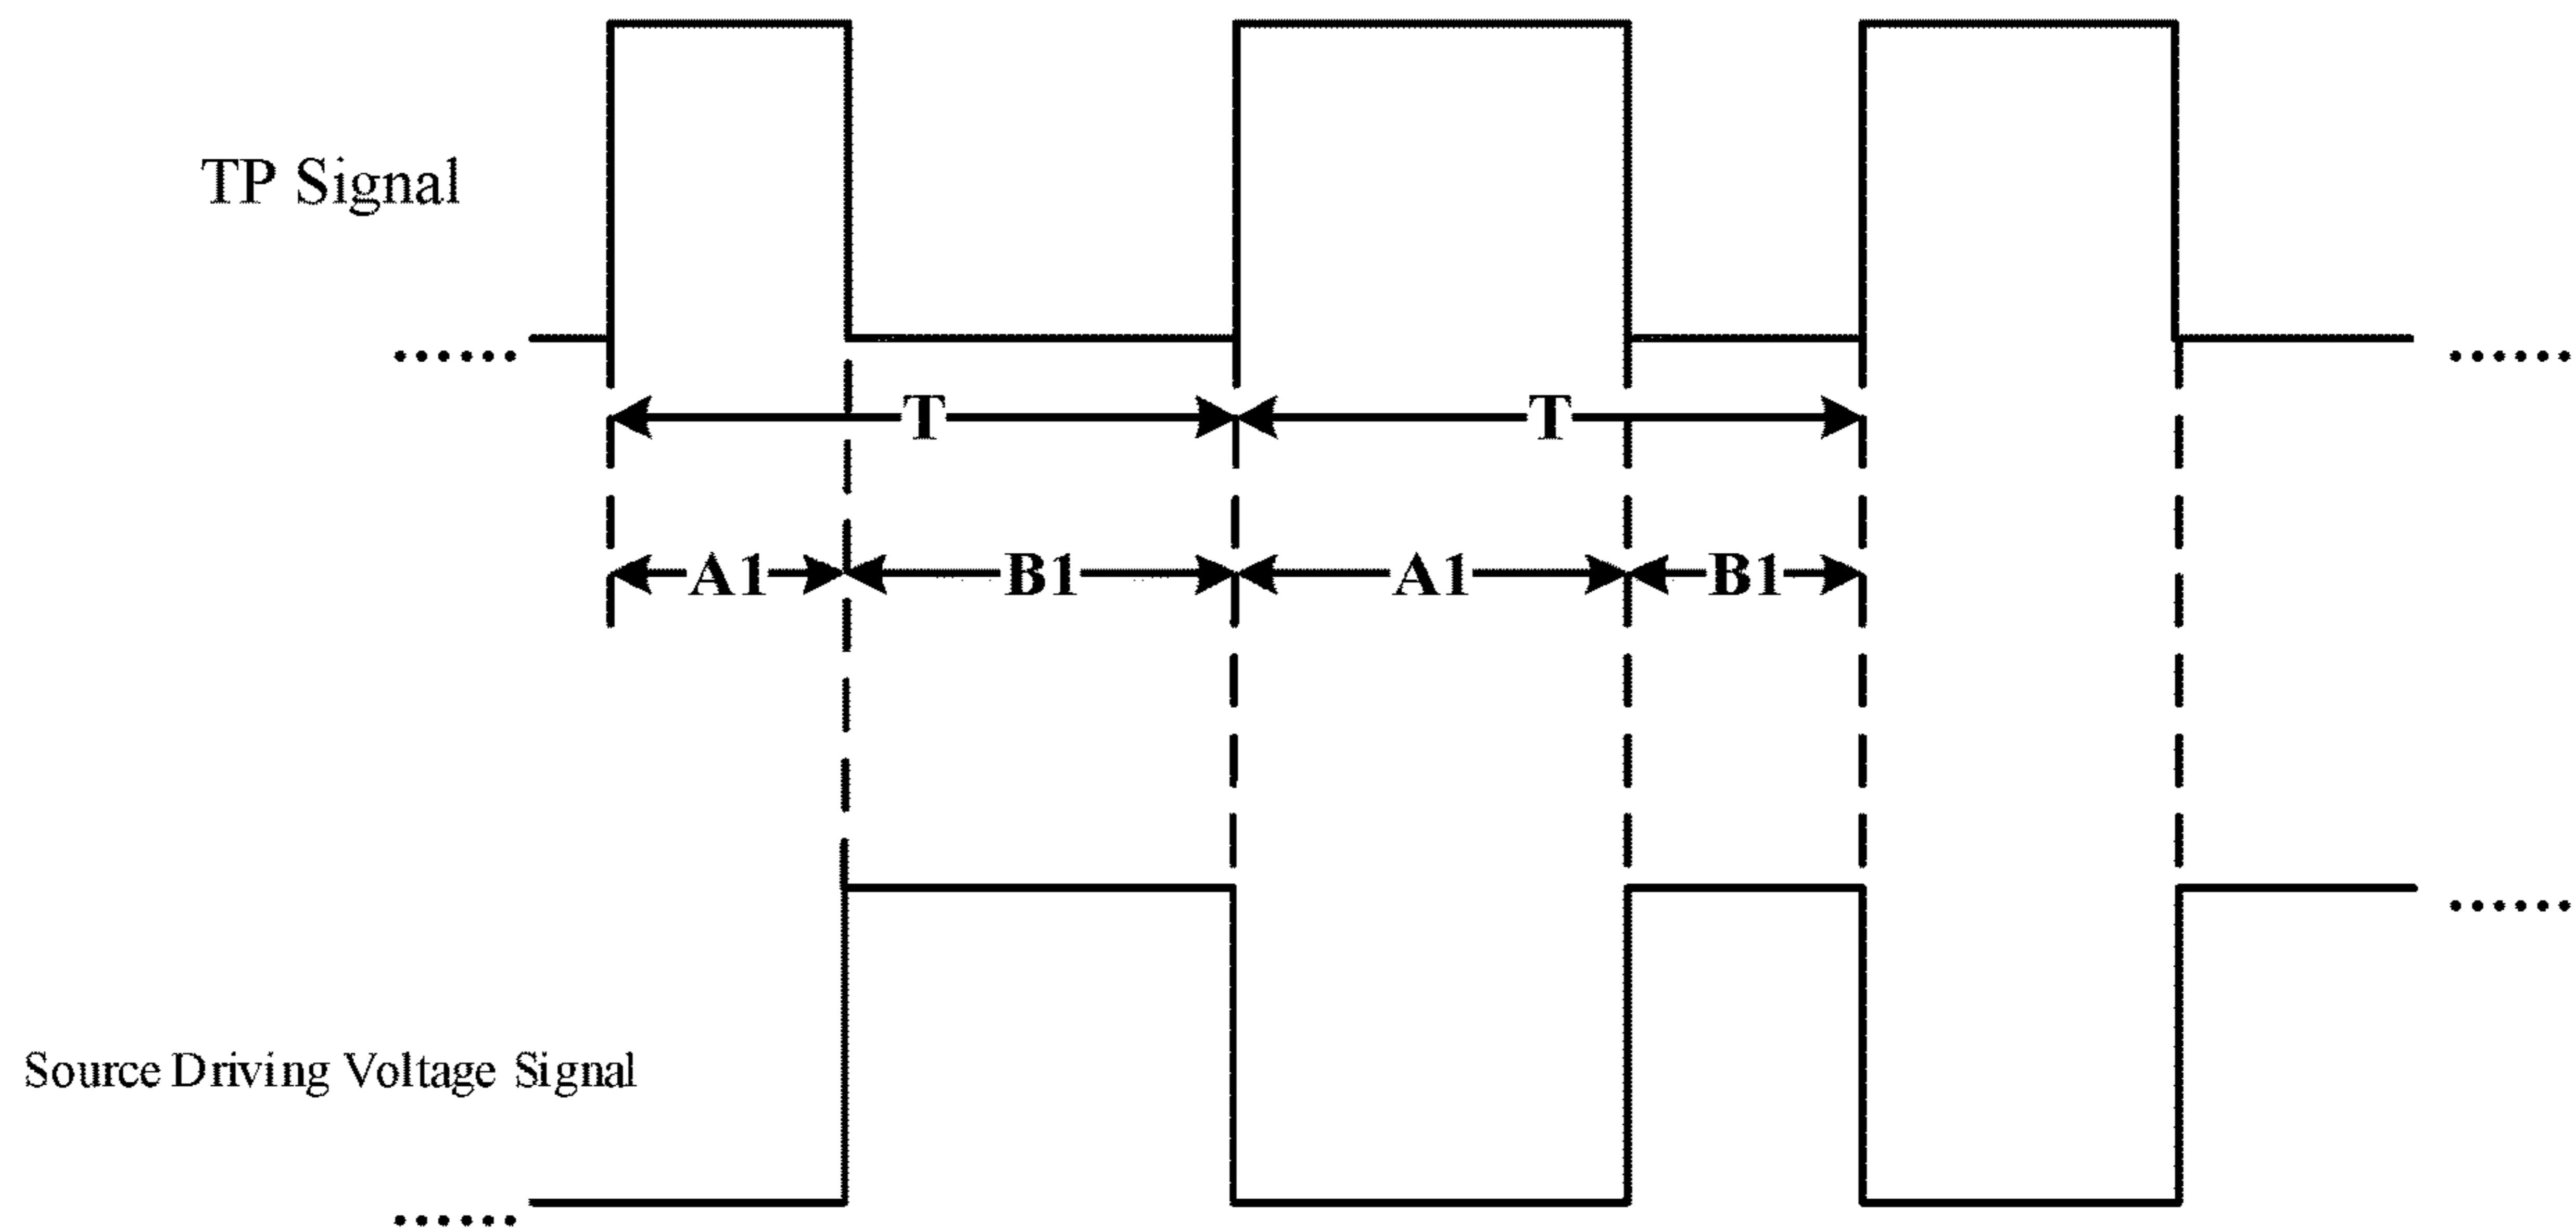 TP Signal
...... ......
T T
A1 B1 A1 B1
......
Source Driving Voltage Signal
......